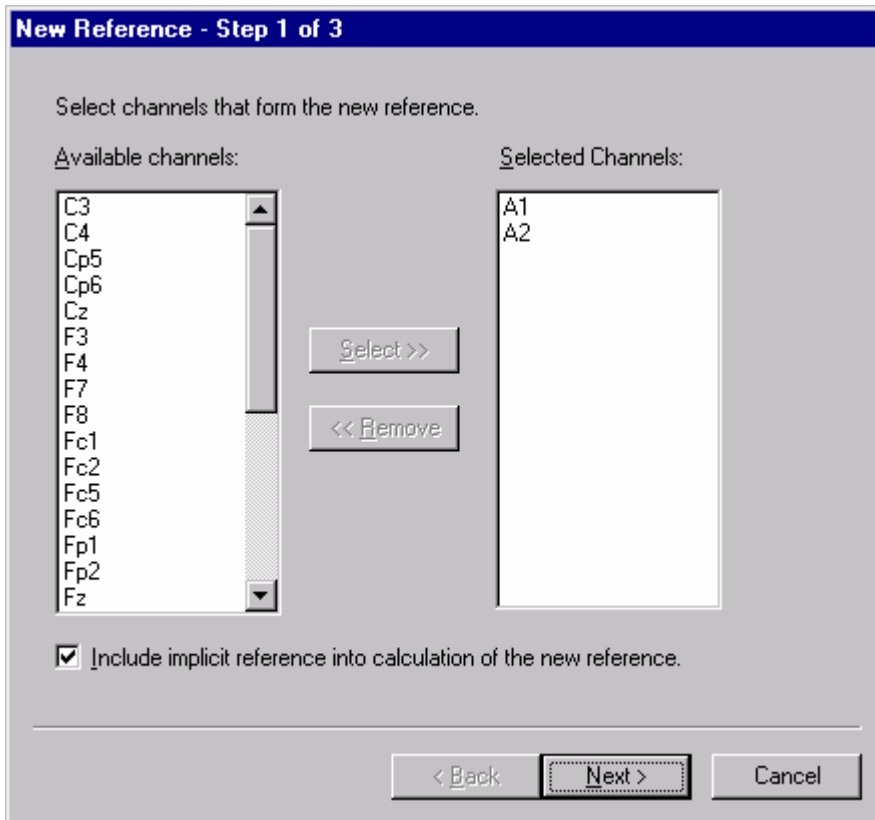 New Reference - Step 1 of 3
Select channels that form the new reference.
Available channels:
C3
C4
Cp5
Cp6
Cz
F3
F4
F7
F8
Fc1
Fc2
Fc5
Fc6
Fp1
Fp2
Fz
Select >>
<< Remove
Selected Channels:
A1
A2
Include implicit reference into calculation of the new reference.
< Back
Next >
Cancel